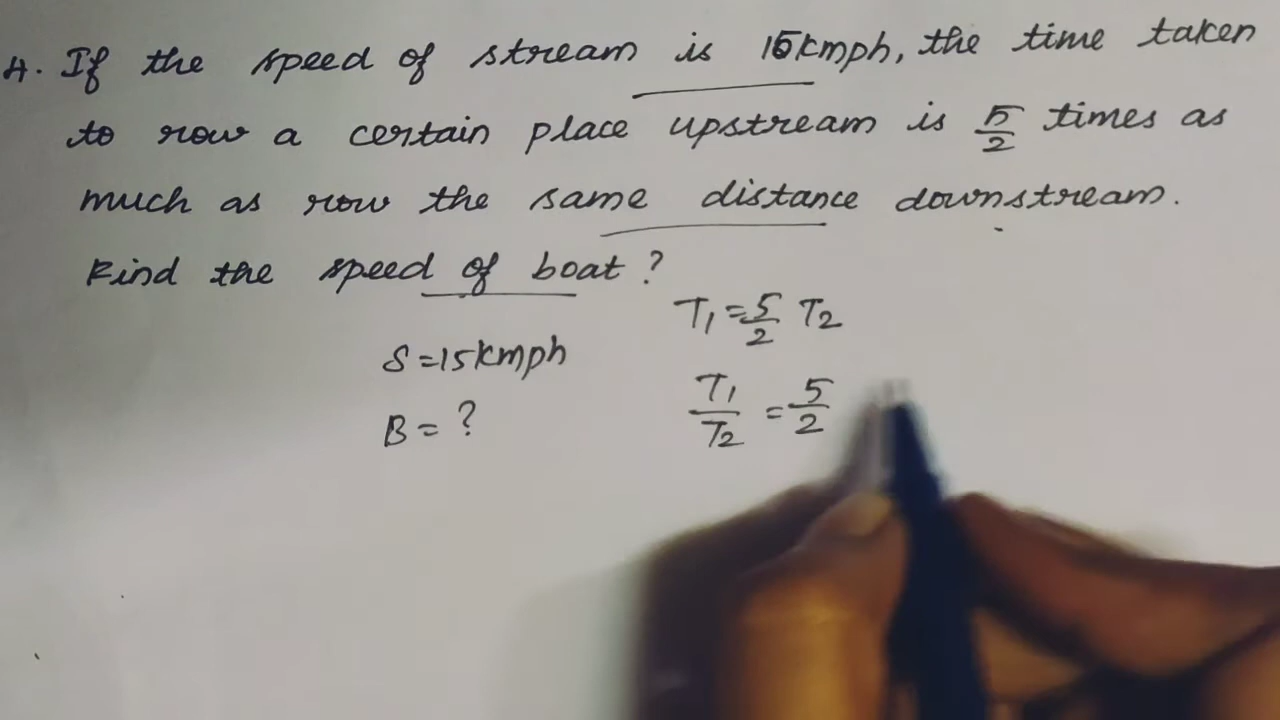 4. If the speed of stream is 15kmph, the time taken
to row a certain place upstream is 5/2 times as
much as row the same distance downstream.
Find the speed of boat ?
S = 15kmph
B = ?
T1 = 5/2 T2
T1/T2 = 5/2